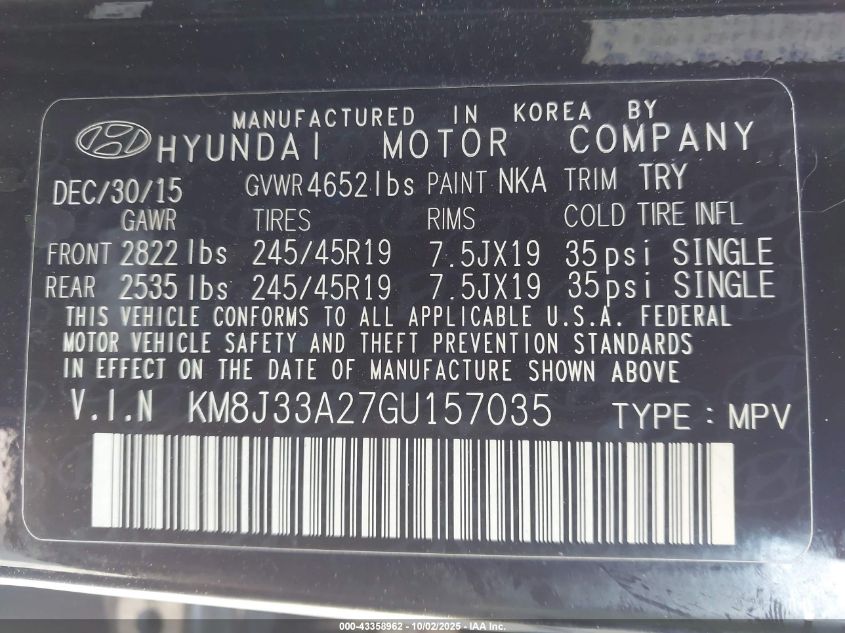 MANUFACTURED IN KOREA BY
HYUNDAI MOTOR COMPANY
DEC/30/15 GVWR 4652lbs PAINT NKA TRIM TRY
GAWR TIRES RIMS COLD TIRE INFL
FRONT 2822 lbs 245/45R19 7.5JX19 35psi SINGLE
REAR 2535 lbs 245/45R19 7.5JX19 35psi SINGLE
THIS VEHICLE CONFORMS TO ALL APPLICABLE U.S.A. FEDERAL
MOTOR VEHICLE SAFETY AND THEFT PREVENTION STANDARDS
IN EFFECT ON THE DATE OF MANUFACTURE SHOWN ABOVE
V.I.N KM8J33A27GU157035 TYPE : MPV
000-43358962 - 10/02/2025 - IAA Inc.